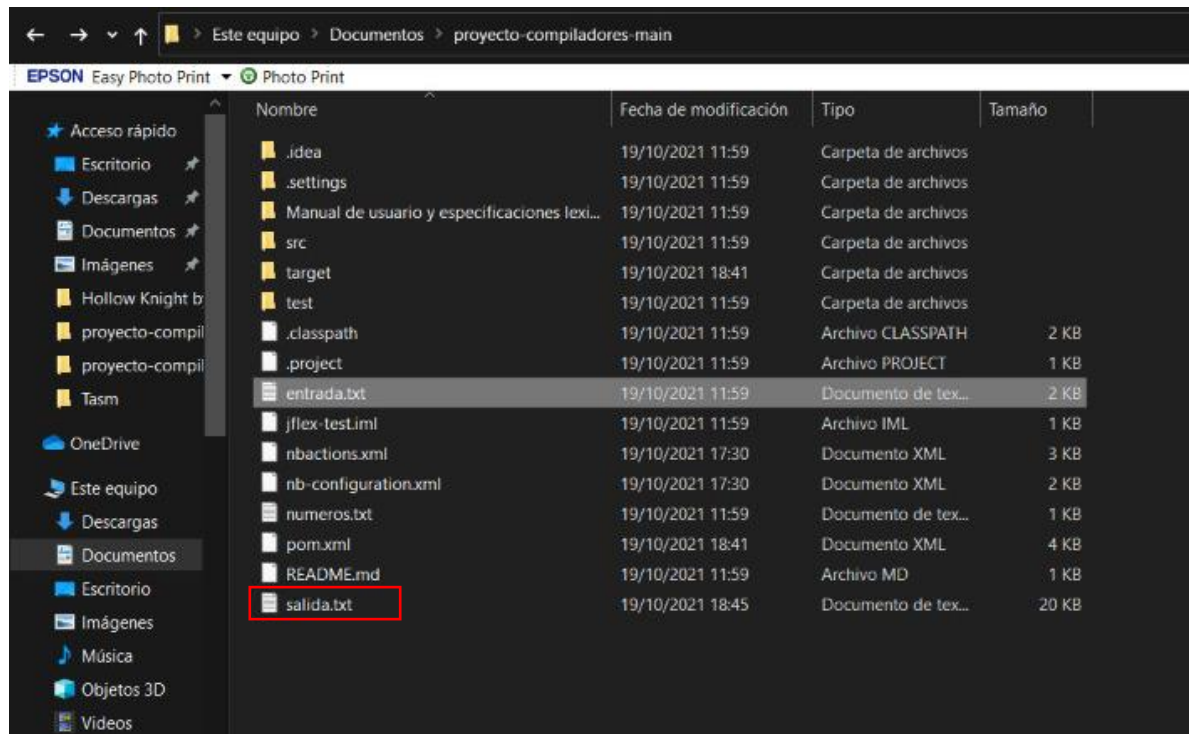 Este equipo > Documentos > proyecto-compiladores-main
EPSON Easy Photo Print Photo Print
Nombre Fecha de modificación Tipo Tamaño
Acceso rápido
Escritorio
Descargas
Documentos
Imágenes
Hollow Knight b
proyecto-compil
proyecto-compil
Tasm
OneDrive
Este equipo
Descargas
Documentos
Escritorio
Imágenes
Música
Objetos 3D
Videos
.idea 19/10/2021 11:59 Carpeta de archivos
.settings 19/10/2021 11:59 Carpeta de archivos
Manual de usuario y especificaciones lexi... 19/10/2021 11:59 Carpeta de archivos
src 19/10/2021 11:59 Carpeta de archivos
target 19/10/2021 18:41 Carpeta de archivos
test 19/10/2021 11:59 Carpeta de archivos
.classpath 19/10/2021 11:59 Archivo CLASSPATH 2 KB
.project 19/10/2021 11:59 Archivo PROJECT 1 KB
entrada.txt 19/10/2021 11:59 Documento de tex... 2 KB
jflex-test.iml 19/10/2021 11:59 Archivo IML 1 KB
nbactions.xml 19/10/2021 17:30 Documento XML 3 KB
nb-configuration.xml 19/10/2021 17:30 Documento XML 2 KB
numeros.txt 19/10/2021 11:59 Documento de tex... 1 KB
pom.xml 19/10/2021 18:41 Documento XML 4 KB
README.md 19/10/2021 11:59 Archivo MD 1 KB
salida.txt 19/10/2021 18:45 Documento de tex... 20 KB